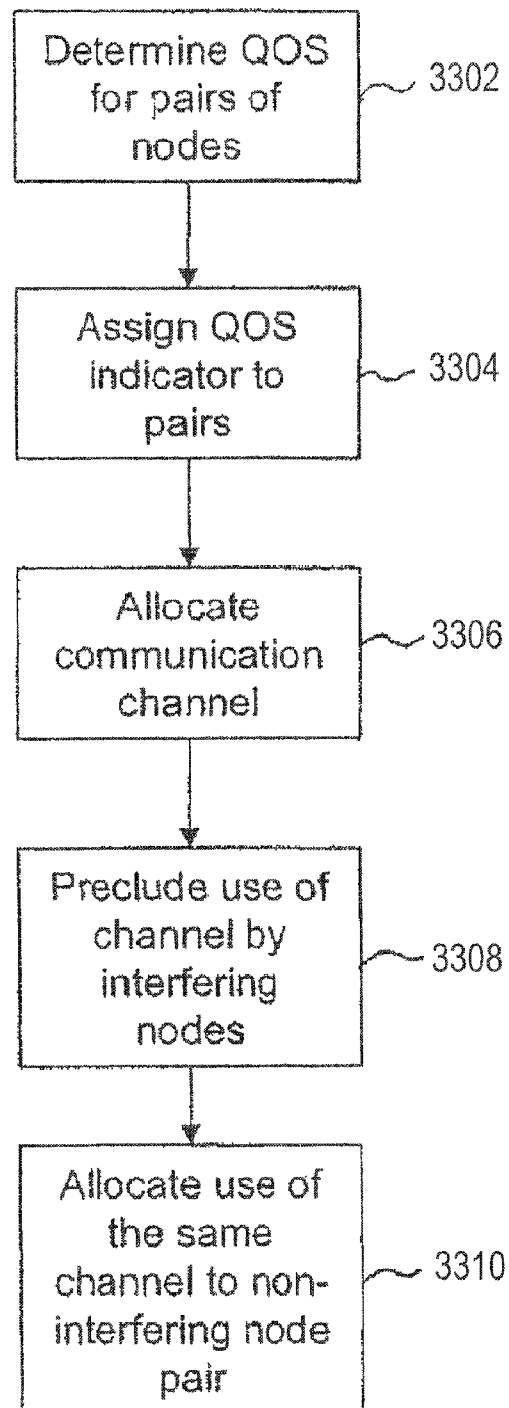 Determine QOS
for pairs of
nodes
3302
Assign QOS
indicator to
pairs
3304
Allocate
communication
channel
3306
Preclude use of
channel by
interfering
nodes
3308
Allocate use of
the same
channel to non-
interfering node
pair
3310